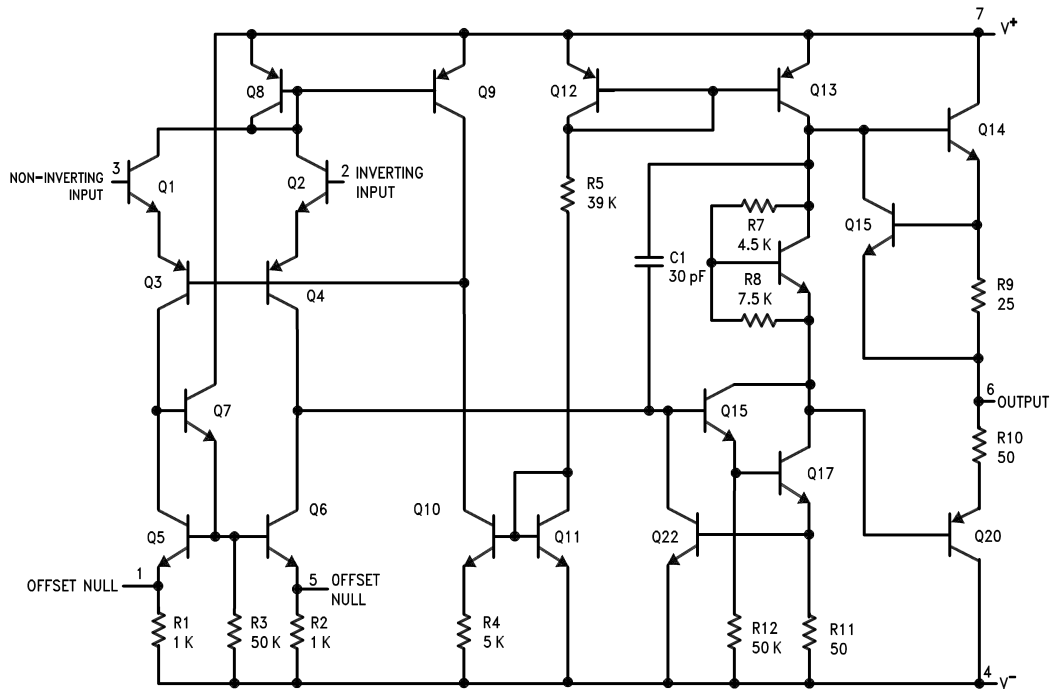 7
V+
Q8
Q9
Q12
Q13
Q14
3
NON-INVERTING
INPUT
Q1
Q2
2 INVERTING
INPUT
R5
39 K
R7
4.5 K
Q15
C1
30 pF
R8
7.5 K
Q3
Q4
R9
25
Q7
Q15
6
OUTPUT
R10
50
Q17
Q5
Q6
Q10
Q11
Q22
Q20
1
OFFSET NULL
5 OFFSET
NULL
R1
1 K
R3
50 K
R2
1 K
R4
5 K
R12
50 K
R11
50
4
V-